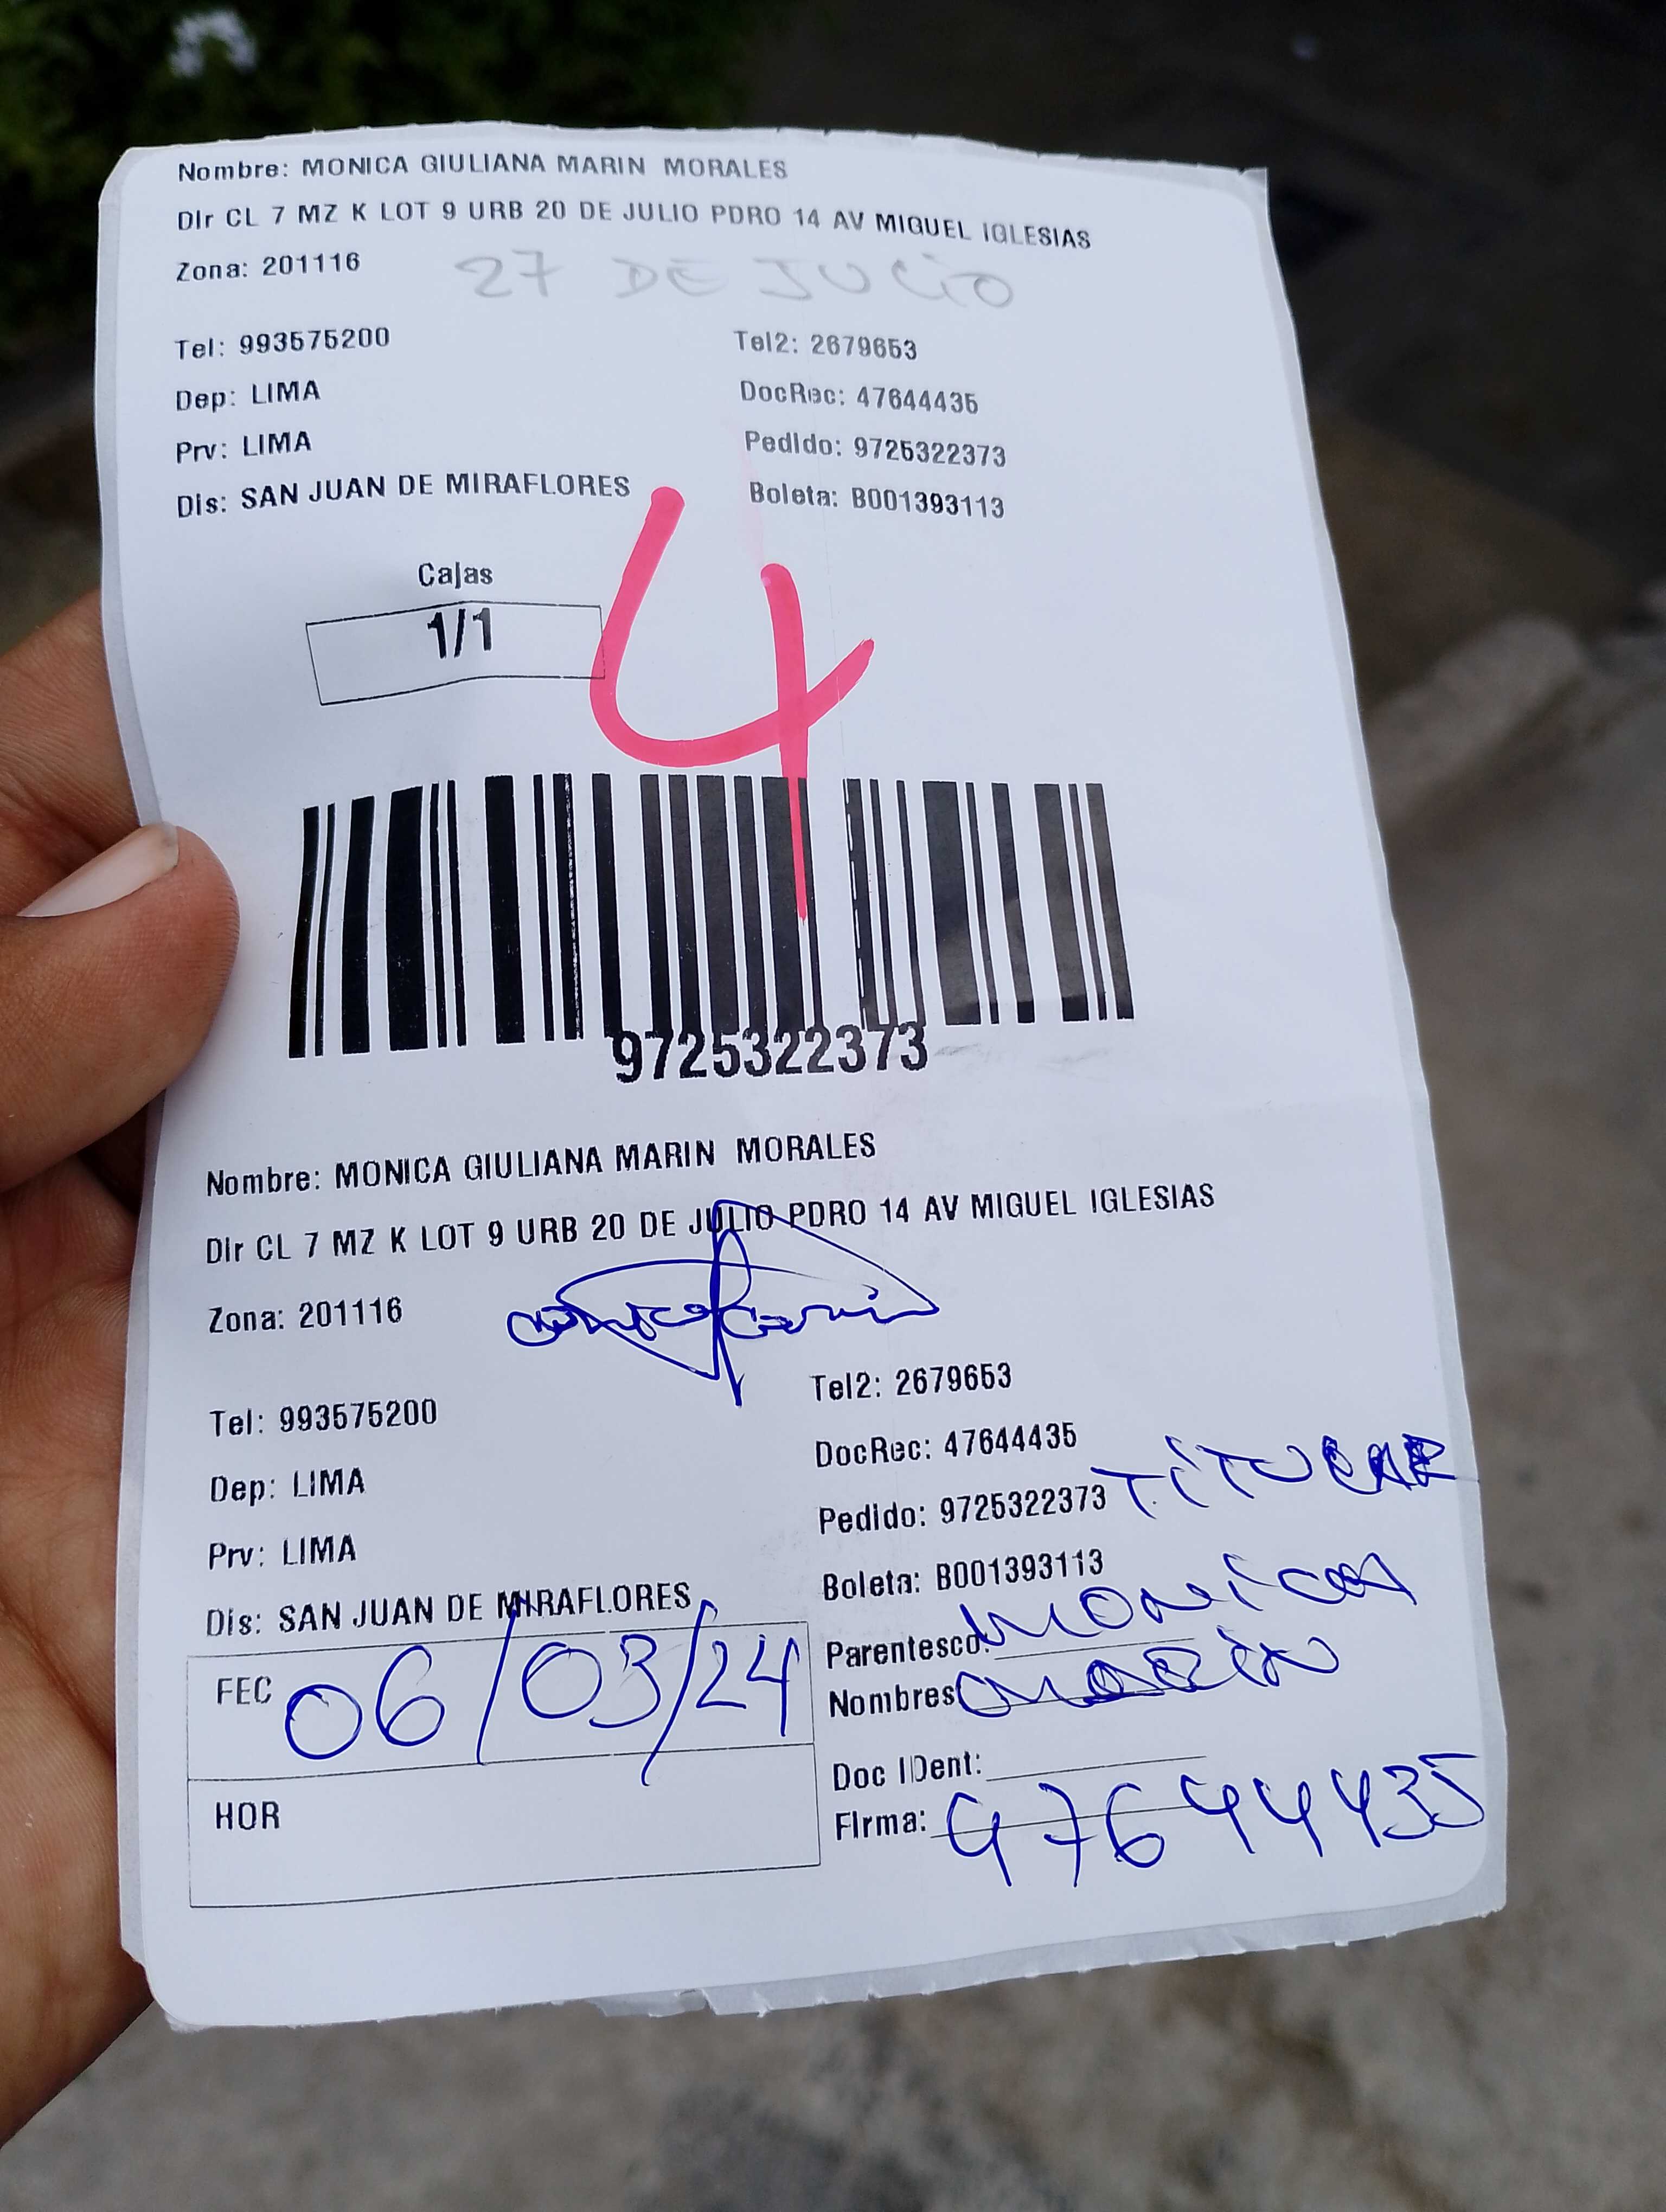 Nombre: MONICA GIULIANA MARIN MORALES
Dir CL 7 MZ K LOT 9 URB 20 DE JULIO PDRO 14 AV MIGUEL IGLESIAS
Zona: 201116
27 DE JULIO
Tel: 993575200 Tel2: 2679653
Dep: LIMA DocRec: 47644435
Prv: LIMA Pedido: 9725322373
Dis: SAN JUAN DE MIRAFLORES Boleta: B001393113
Cajas
1/1
4
9725322373
Nombre: MONICA GIULIANA MARIN MORALES
Dir CL 7 MZ K LOT 9 URB 20 DE JULIO PDRO 14 AV MIGUEL IGLESIAS
Zona: 201116
Tel: 993575200 Tel2: 2679653
Dep: LIMA DocRec: 47644435
Prv: LIMA Pedido: 9725322373 TITULAR
Dis: SAN JUAN DE MIRAFLORES Boleta: B001393113
FEC 06/03/24 Parentesco: MONICA
Nombres MARIN
HOR Doc IDent:
Firma: 47644435